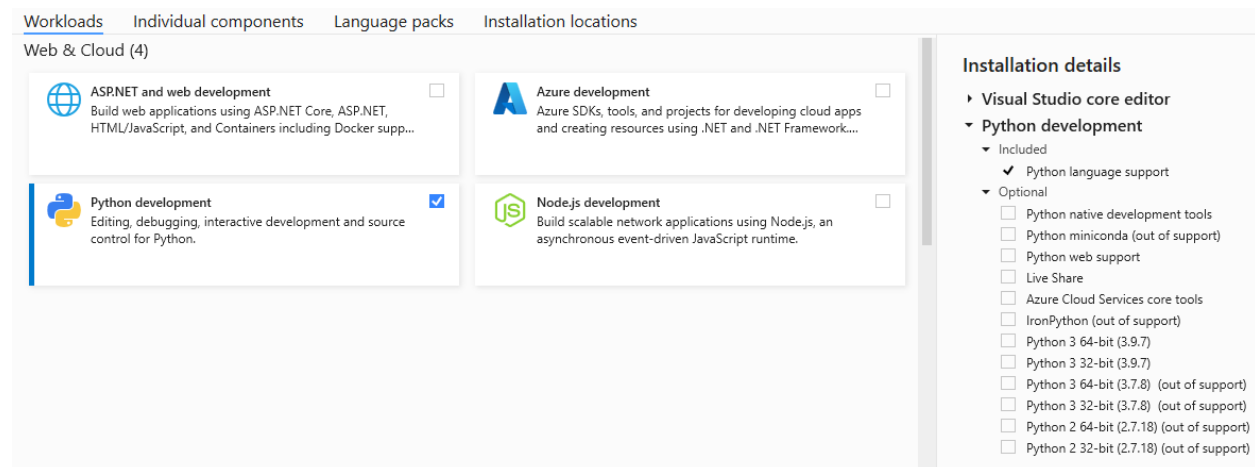 Workloads Individual components Language packs Installation locations
Web & Cloud (4)
ASP.NET and web development
Build web applications using ASP.NET Core, ASP.NET,
HTML/JavaScript, and Containers including Docker supp...
Azure development
Azure SDKs, tools, and projects for developing cloud apps
and creating resources using .NET and .NET Framework....
Python development
Editing, debugging, interactive development and source
control for Python.
JS
Node.js development
Build scalable network applications using Node.js, an
asynchronous event-driven JavaScript runtime.
Installation details
Visual Studio core editor
Python development
Included
Python language support
Optional
Python native development tools
Python miniconda (out of support)
Python web support
Live Share
Azure Cloud Services core tools
IronPython (out of support)
Python 3 64-bit (3.9.7)
Python 3 32-bit (3.9.7)
Python 3 64-bit (3.7.8) (out of support)
Python 3 32-bit (3.7.8) (out of support)
Python 2 64-bit (2.7.18) (out of support)
Python 2 32-bit (2.7.18) (out of support)